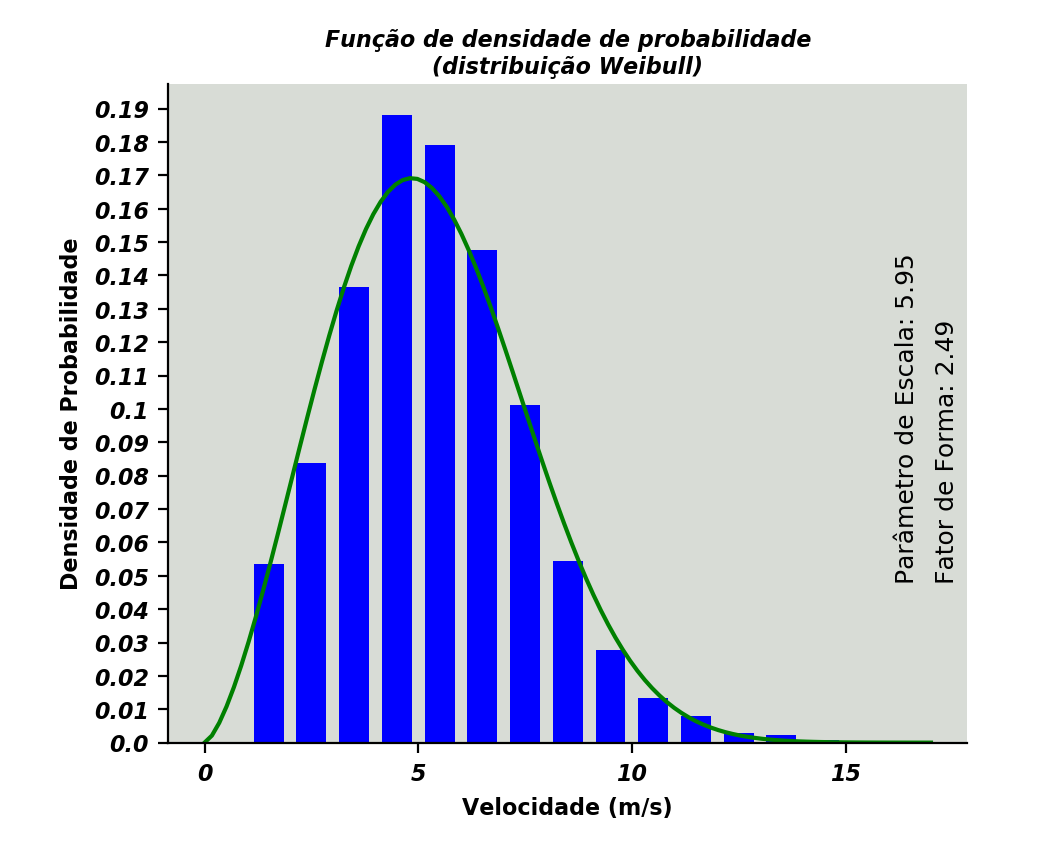 Função de densidade de probabilidade
(distribuição Weibull)
Densidade de Probabilidade
0.19
0.18
0.17
0.16
0.15
0.14
0.13
0.12
0.11
0.1
0.09
0.08
0.07
0.06
0.05
0.04
0.03
0.02
0.01
0.0
Parâmetro de Escala: 5.95
Fator de Forma: 2.49
0 5 10 15
Velocidade (m/s)